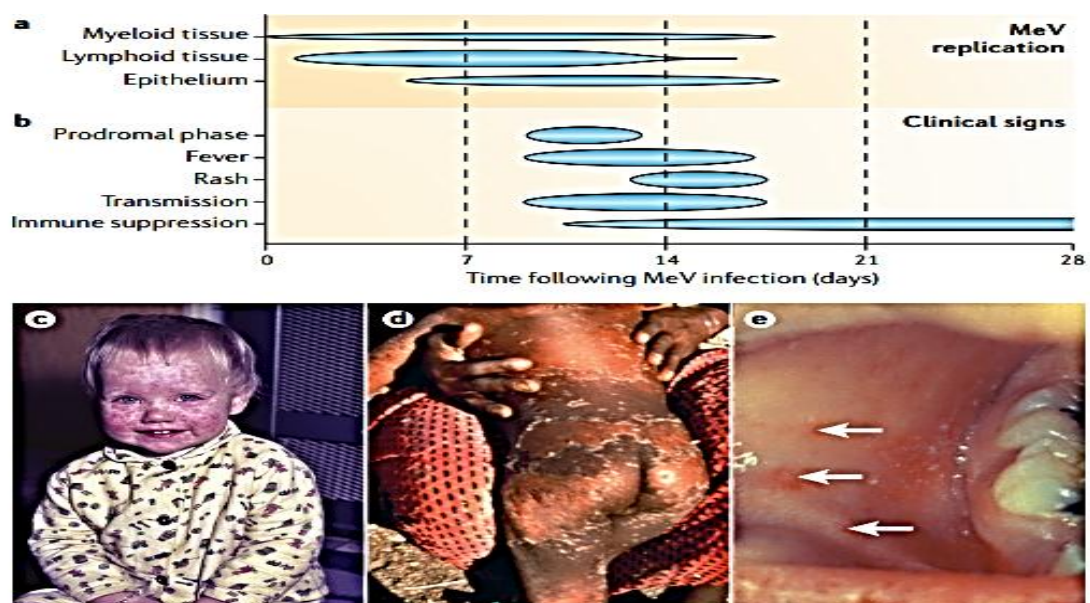 a
Myeloid tissue
MeV
replication
Lymphoid tissue
Epithelium
b
Clinical signs
Prodromal phase
Fever
Rash
Transmission
Immune suppression
0 7 14 21 28
Time following MeV infection (days)
c d e